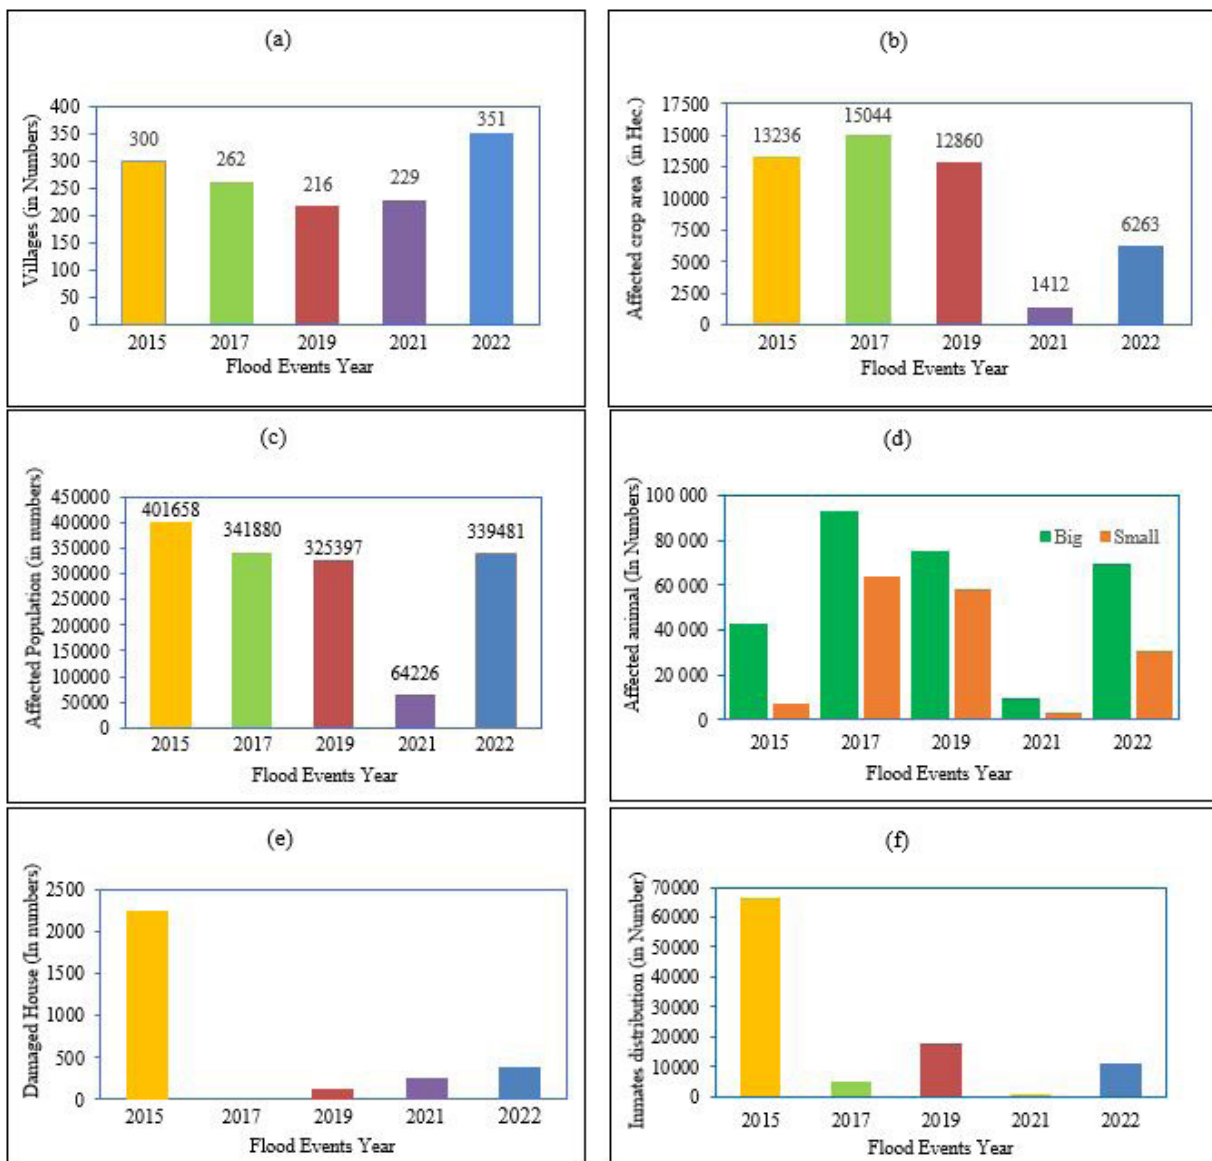 (a)
Villages (in Numbers)
400
350
300
250
200
150
100
50
0
300
262
216
229
351
2015 2017 2019 2021 2022
Flood Events Year
(b)
Affected crop area (in Hec.)
17500
15000
12500
10000
7500
5000
2500
0
13236
15044
12860
1412
6263
2015 2017 2019 2021 2022
Flood Events Year
(c)
Affected Population (in numbers)
450000
400000
350000
300000
250000
200000
150000
100000
50000
0
401658
341880
325397
64226
339481
2015 2017 2019 2021 2022
Flood Events Year
(d)
Affected animal (In Numbers)
100 000
80 000
60 000
40 000
20 000
0
Big Small
2015 2017 2019 2021 2022
Flood Events Year
(e)
Damaged House (In numbers)
2500
2000
1500
1000
500
0
2015 2017 2019 2021 2022
Flood Events Year
(f)
Inmates distribution (in Number)
70000
60000
50000
40000
30000
20000
10000
0
2015 2017 2019 2021 2022
Flood Events Year